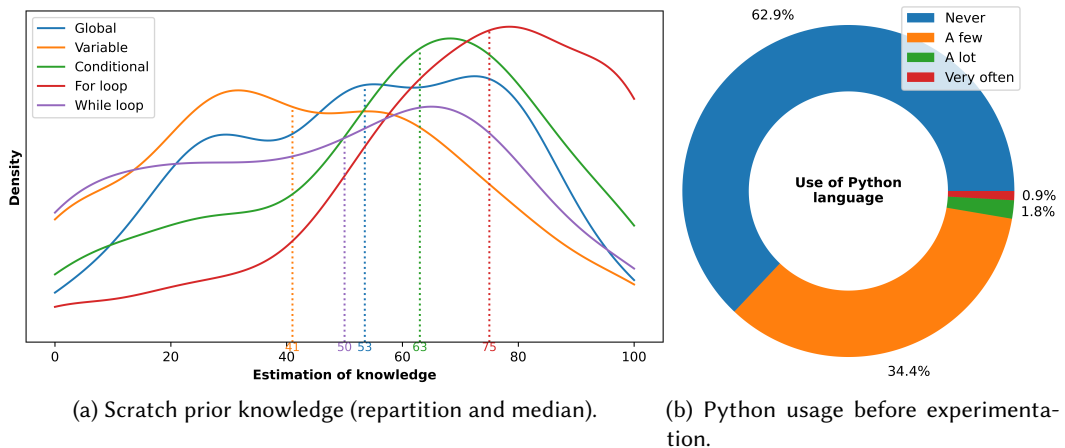 Global
Variable
Conditional
For loop
While loop
Density
0
20
40
60
80
100
41
50
53
63
75
Estimation of knowledge
(a) Scratch prior knowledge (repartition and median).
62.9%
Never
A few
A lot
Very often
Use of Python
language
0.9%
1.8%
34.4%
(b) Python usage before experimenta-
tion.